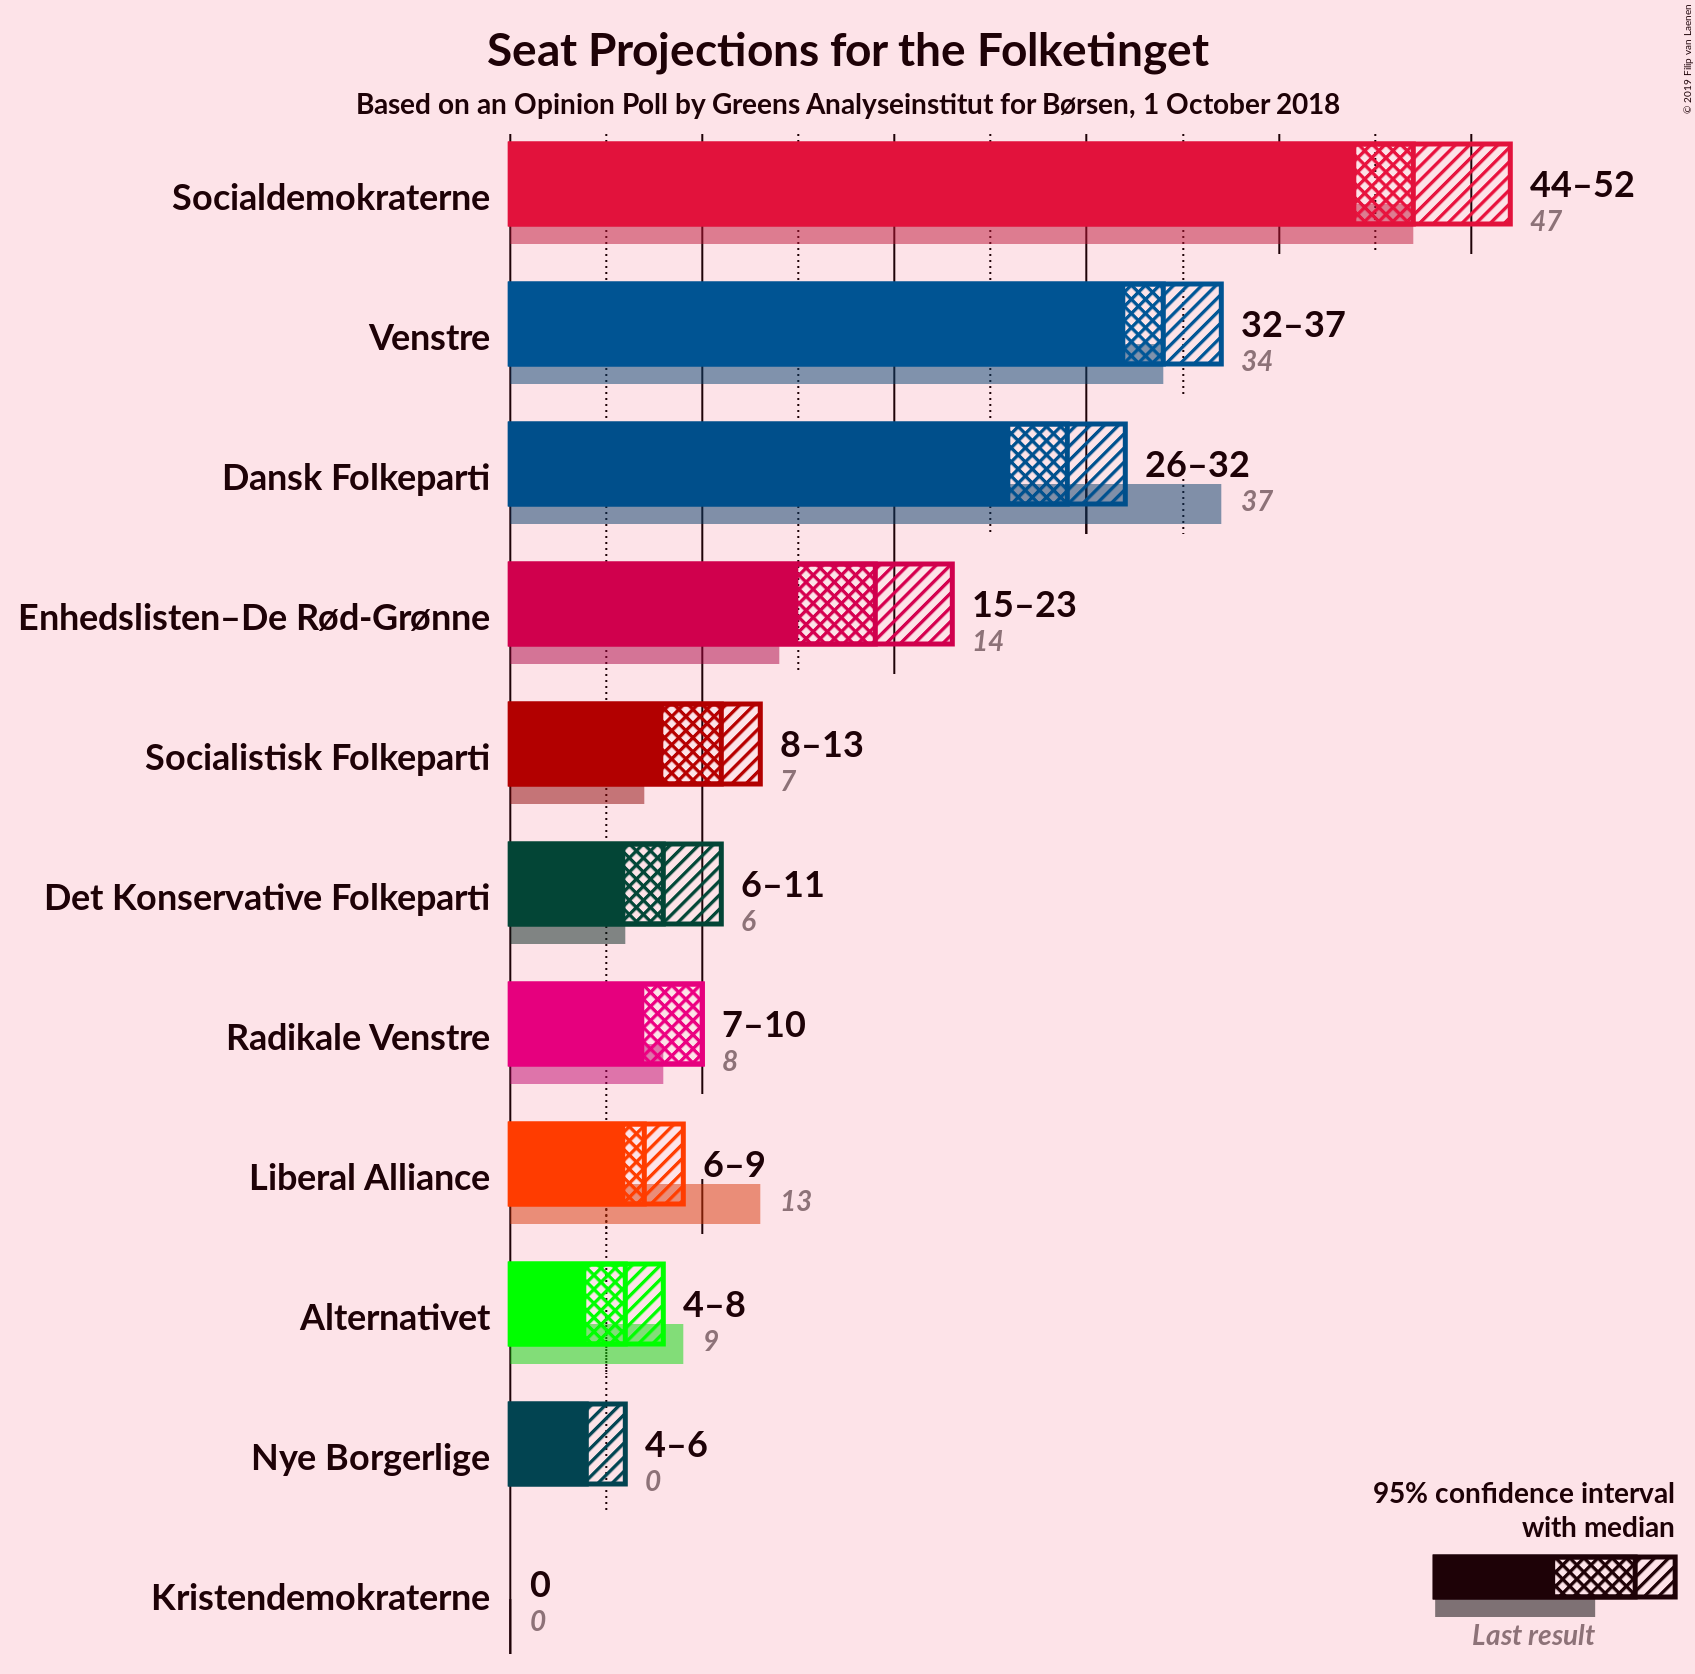 Seat Projections for the Folketinget
Based on an Opinion Poll by Greens Analyseinstitut for Børsen, 1 October 2018
© 2019 Filip van Laenen
Socialdemokraterne
44–52
47
Venstre
32–37
34
Dansk Folkeparti
26–32
37
Enhedslisten–De Rød-Grønne
15–23
14
Socialistisk Folkeparti
8–13
7
Det Konservative Folkeparti
6–11
6
Radikale Venstre
7–10
8
Liberal Alliance
6–9
13
Alternativet
4–8
9
Nye Borgerlige
4–6
0
Kristendemokraterne
0
0
95% confidence interval
with median
Last result